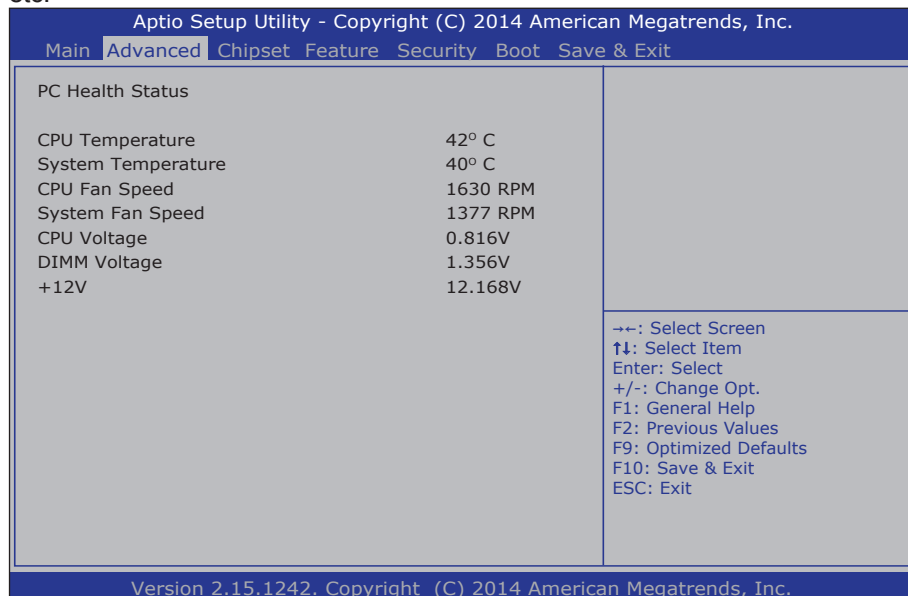 Aptio Setup Utility - Copyright (C) 2014 American Megatrends, Inc.
Main Advanced Chipset Feature Security Boot Save & Exit
PC Health Status
CPU Temperature 42° C
System Temperature 40° C
CPU Fan Speed 1630 RPM
System Fan Speed 1377 RPM
CPU Voltage 0.816V
DIMM Voltage 1.356V
+12V 12.168V
→←: Select Screen
↑↓: Select Item
Enter: Select
+/-: Change Opt.
F1: General Help
F2: Previous Values
F9: Optimized Defaults
F10: Save & Exit
ESC: Exit
Version 2.15.1242. Copyright (C) 2014 American Megatrends, Inc.